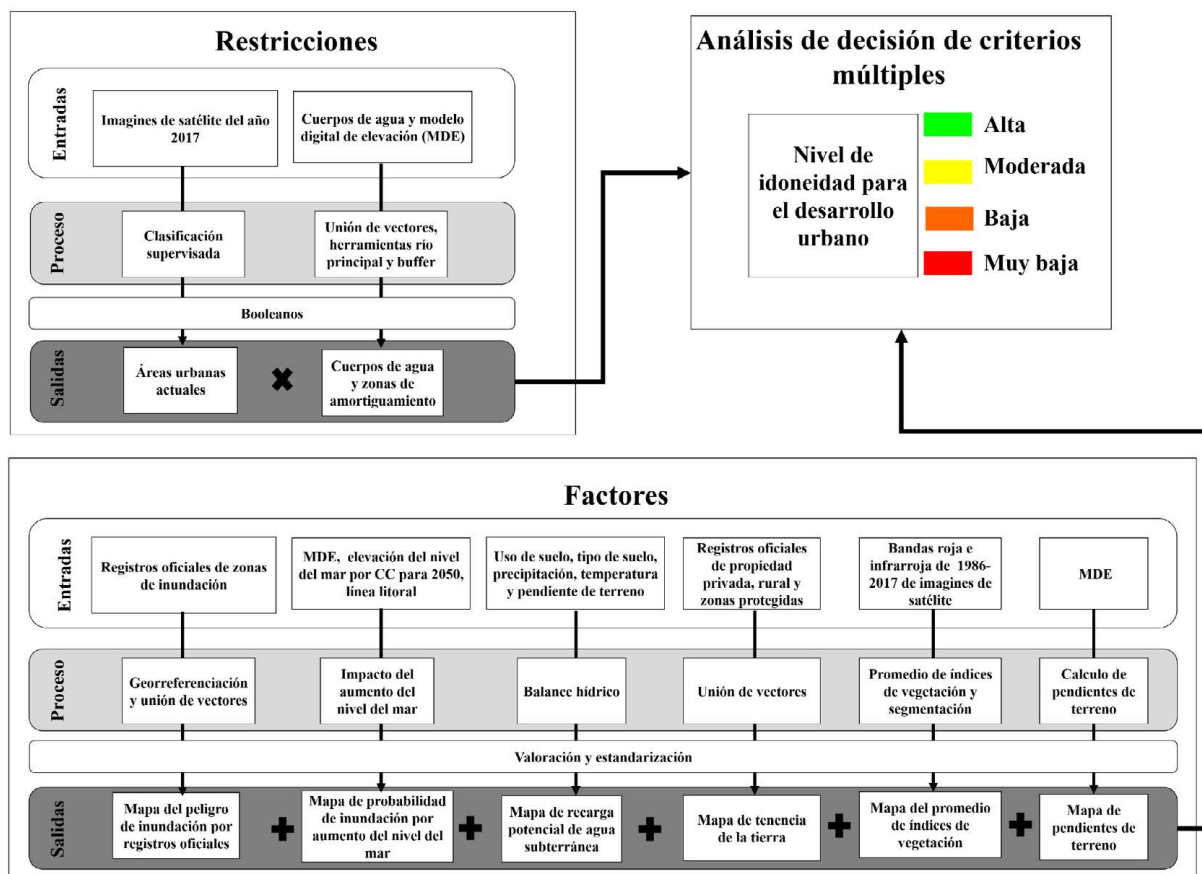 Restricciones
Entradas
Imagines de satélite del año
2017
Cuerpos de agua y modelo
digital de elevación (MDE)
Proceso
Clasificación
supervisada
Unión de vectores,
herramientas río
principal y buffer
Booleanos
Salidas
Áreas urbanas
actuales
Cuerpos de agua
y zonas de
amortiguamiento
Análisis de decisión de criterios
múltiples
Nivel de
idoneidad para
el desarrollo
urbano
Alta
Moderada
Baja
Muy baja
Factores
Entradas
Registros oficiales de zonas
de inundación
MDE, elevación del nivel
del mar por CC para 2050,
línea litoral
Uso de suelo, tipo de suelo,
precipitación, temperatura
y pendiente de terreno
Registros oficiales
de propiedad
privada, rural y
zonas protegidas
Bandas roja e
infrarroja de 1986-
2017 de imagines de
satélite
MDE
Proceso
Georreferenciación
y unión de vectores
Impacto del
aumento del
nivel del mar
Balance hídrico
Unión de vectores
Promedio de índices
de vegetación y
segmentación
Calculo de
pendientes de
terreno
Valoración y estandarización
Salidas
Mapa del peligro
de inundación por
registros oficiales
Mapa de probabilidad
de inundación por
aumento del nivel del
mar
Mapa de recarga
potencial de agua
subterránea
Mapa de tenencia
de la tierra
Mapa del promedio
de índices de
vegetación
Mapa de
pendientes de
terreno